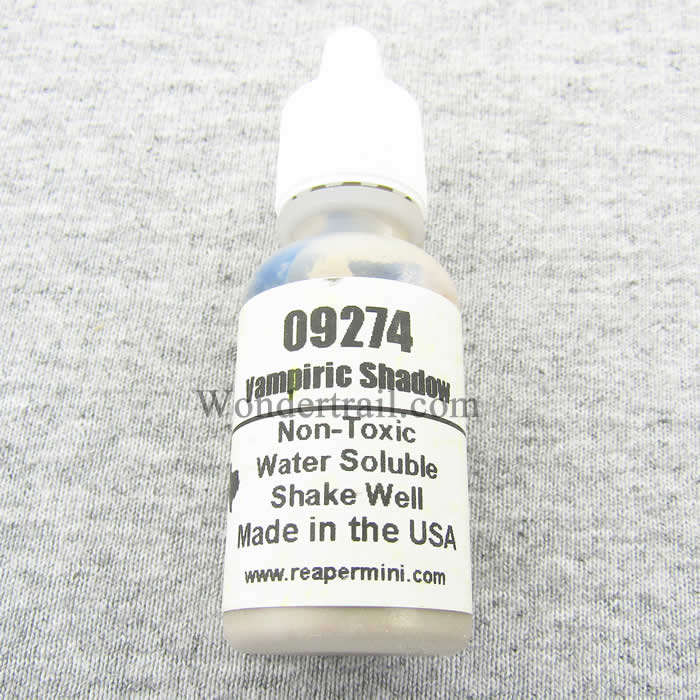 09274
Vampiric Shadow
Wondertrail.com
Non-Toxic
Water Soluble
Shake Well
Made in the USA
www.reapermini.com